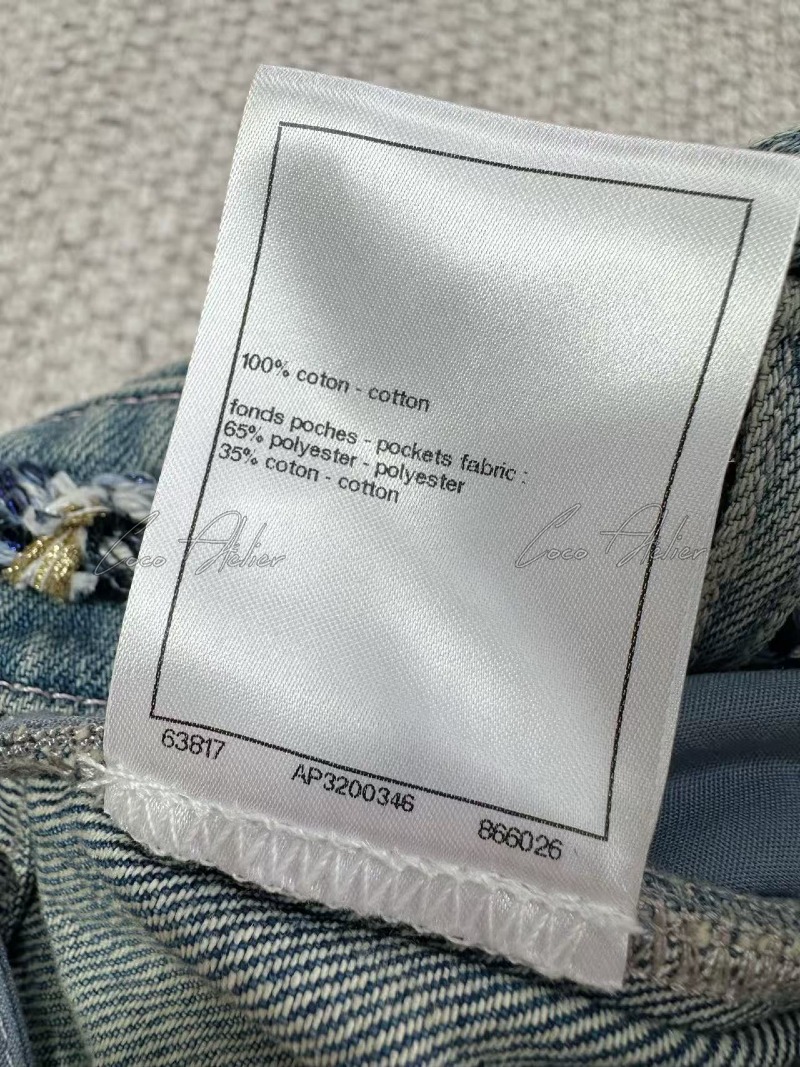 100% coton - cotton
fonds poches - pockets fabric :
65% polyester - polyester
35% coton - cotton
Coco Atelier Coco Atelier
63817 AP3200346 866026